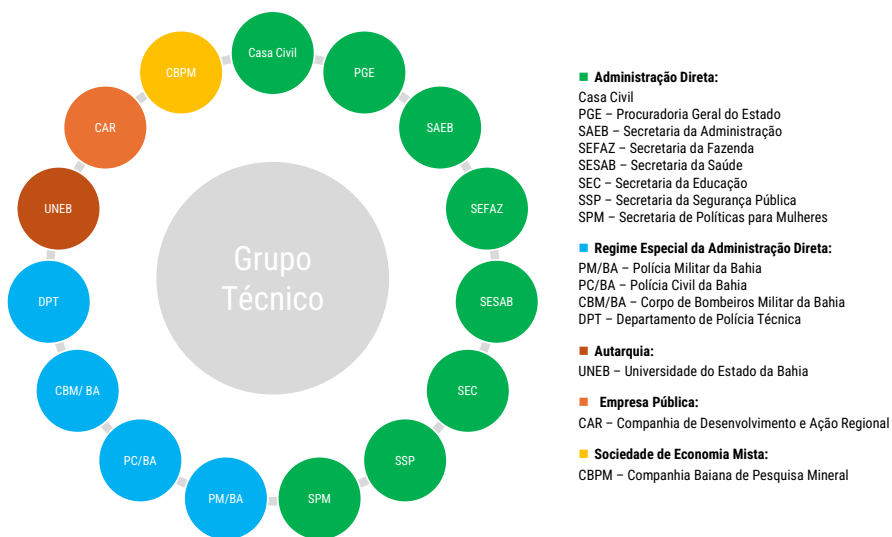 Casa Civil
PGE
SAEB
SEFAZ
SESAB
SEC
SSP
SPM
PM/BA
PC/BA
CBM/ BA
DPT
UNEB
CAR
CBPM
Grupo
Técnico
Administração Direta:
Casa Civil
PGE – Procuradoria Geral do Estado
SAEB – Secretaria da Administração
SEFAZ – Secretaria da Fazenda
SESAB – Secretaria da Saúde
SEC – Secretaria da Educação
SSP – Secretaria da Segurança Pública
SPM – Secretaria de Políticas para Mulheres
Regime Especial da Administração Direta:
PM/BA – Polícia Militar da Bahia
PC/BA – Polícia Civil da Bahia
CBM/BA – Corpo de Bombeiros Militar da Bahia
DPT – Departamento de Polícia Técnica
Autarquia:
UNEB – Universidade do Estado da Bahia
Empresa Pública:
CAR – Companhia de Desenvolvimento e Ação Regional
Sociedade de Economia Mista:
CBPM – Companhia Baiana de Pesquisa Mineral